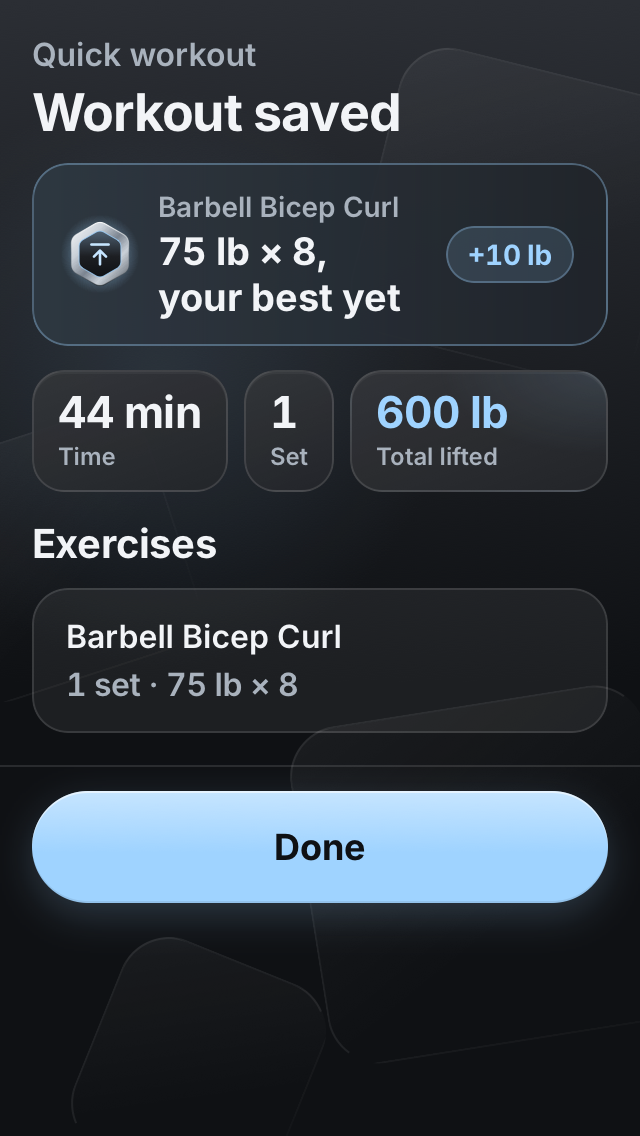 Quick workout
Workout saved
Barbell Bicep Curl
75 lb × 8,
your best yet
+10 lb
44 min
Time
1
Set
600 lb
Total lifted
Exercises
Barbell Bicep Curl
1 set · 75 lb × 8
Done